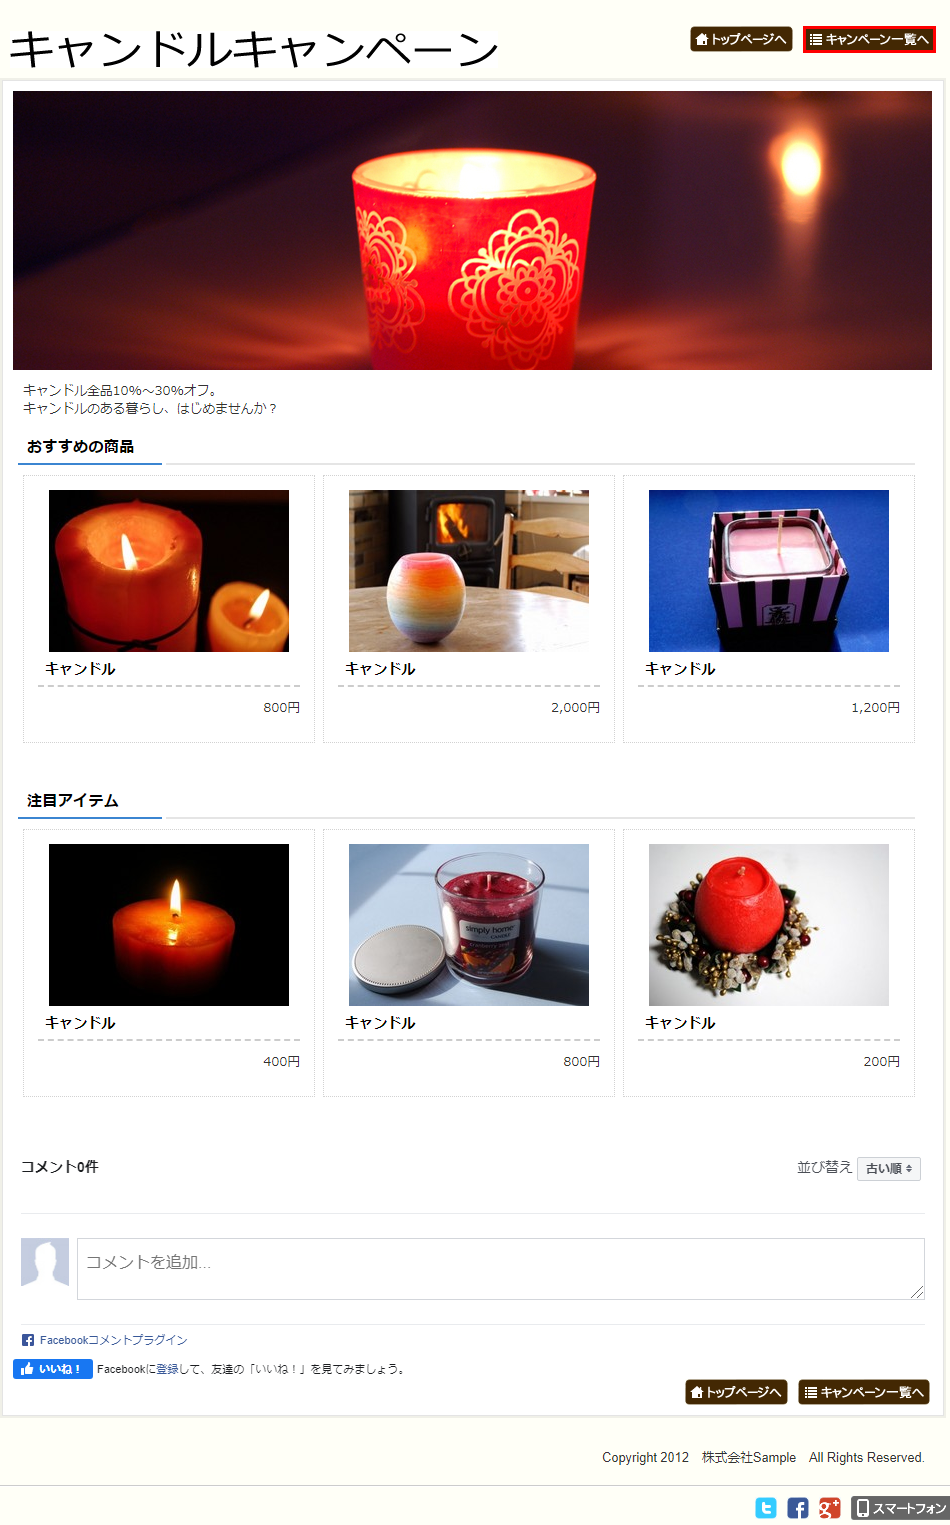 キャンドルキャンペーン
トップページへ キャンペーン一覧へ
キャンドル全品10%～30%オフ。
キャンドルのある暮らし、はじめませんか？
おすすめの商品
キャンドル キャンドル キャンドル
800円 2,000円 1,200円
注目アイテム
simply home
CANDLE
キャンドル キャンドル キャンドル
400円 800円 200円
コメント0件 並び替え 古い順
コメントを追加...
Facebookコメントプラグイン
いいね！ Facebookに登録して、友達の「いいね！」を見てみましょう。
トップページへ キャンペーン一覧へ
Copyright 2012 株式会社Sample All Rights Reserved.
スマートフォン